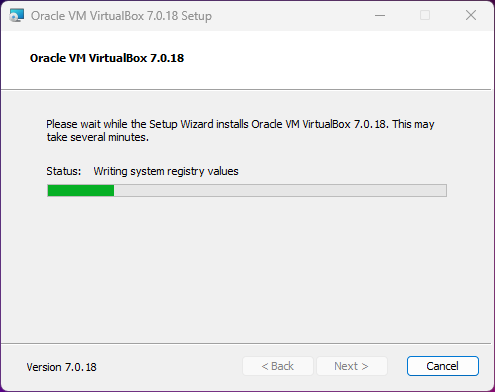 Oracle VM VirtualBox 7.0.18 Setup
Oracle VM VirtualBox 7.0.18
Please wait while the Setup Wizard installs Oracle VM VirtualBox 7.0.18. This may
take several minutes.
Status: Writing system registry values
Version 7.0.18
< Back
Next >
Cancel